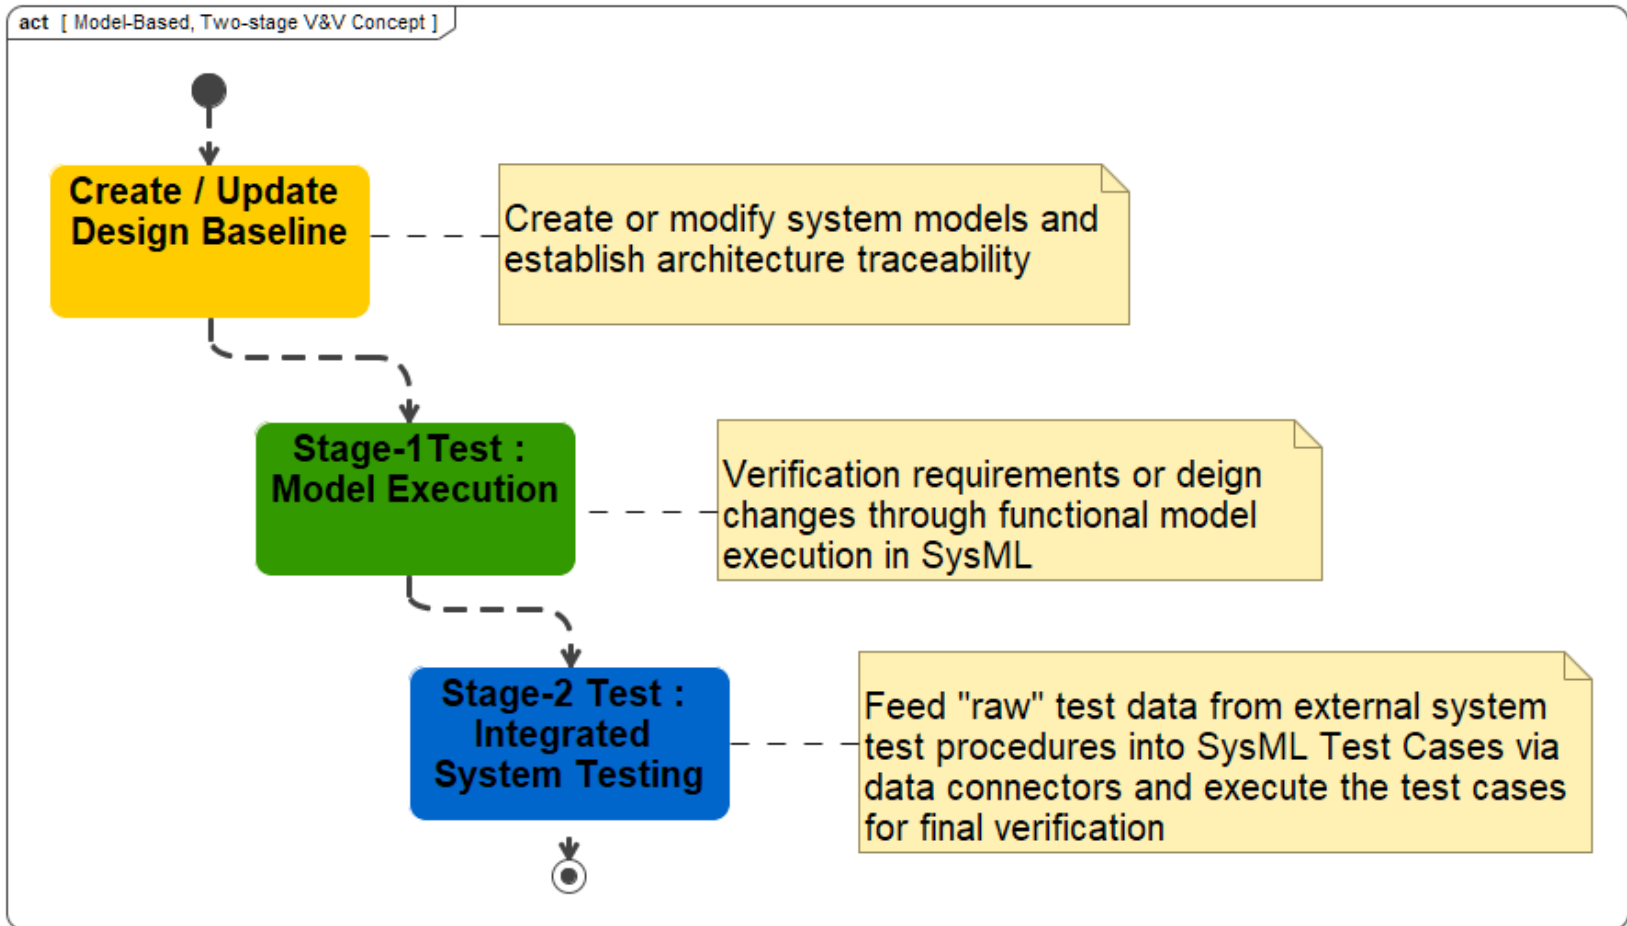 act [ Model-Based, Two-stage V&V Concept ]
Create / Update
Design Baseline
Create or modify system models and
establish architecture traceability
Stage-1Test :
Model Execution
Verification requirements or deign
changes through functional model
execution in SysML
Stage-2 Test :
Integrated
System Testing
Feed "raw" test data from external system
test procedures into SysML Test Cases via
data connectors and execute the test cases
for final verification